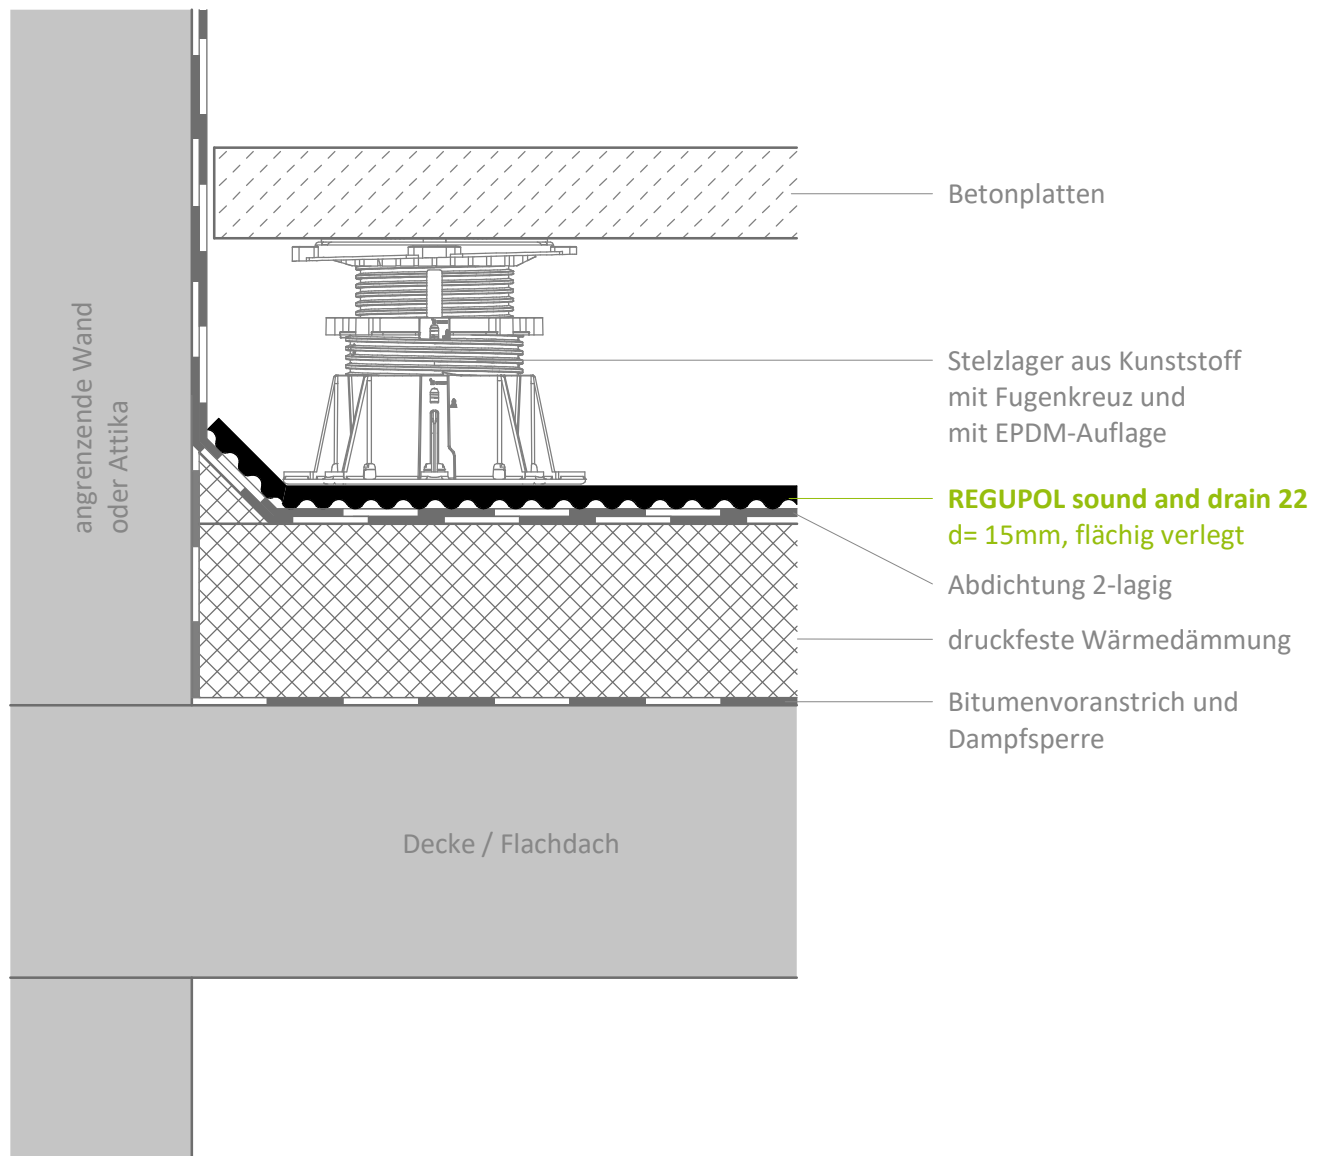 Betonplatten
angrenzende Wand
oder Attika
Stelzlager aus Kunststoff
mit Fugenkreuz und
mit EPDM-Auflage
REGUPOL sound and drain 22
d= 15mm, flächig verlegt
Abdichtung 2-lagig
druckfeste Wärmedämmung
Bitumenvoranstrich und
Dampfsperre
Decke / Flachdach